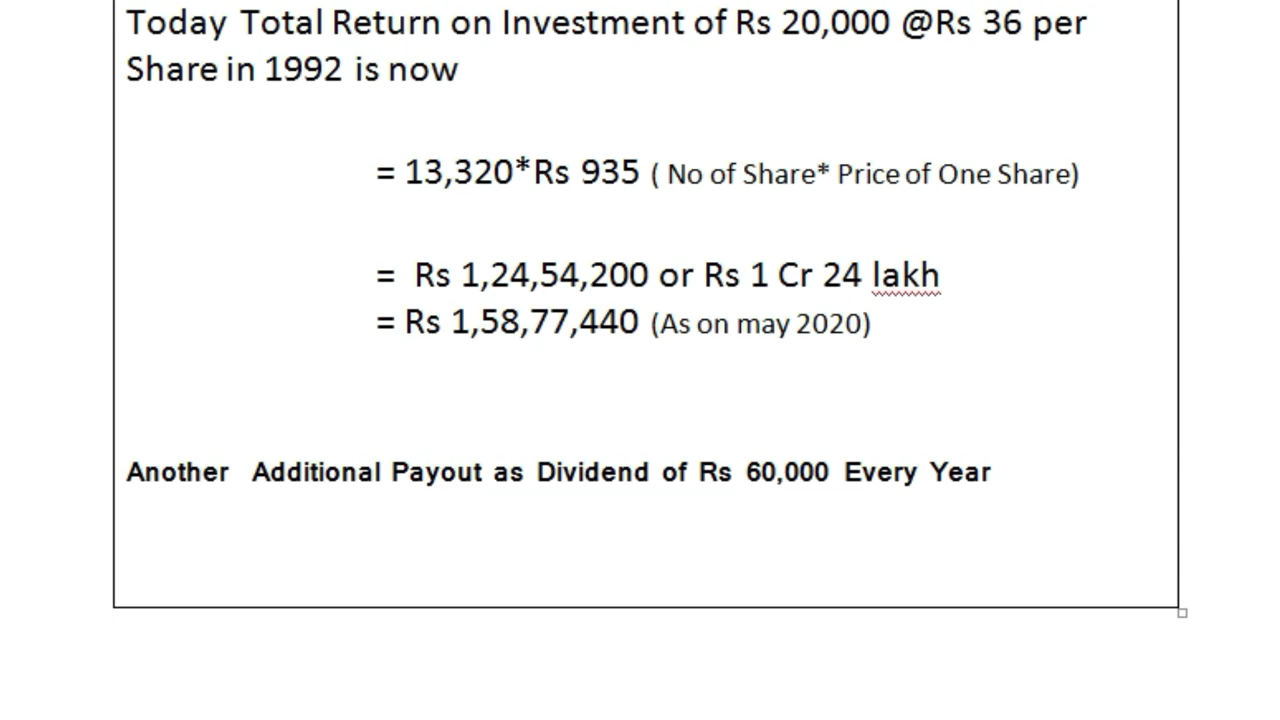 Today Total Return on Investment of Rs 20,000 @Rs 36 per
Share in 1992 is now
= 13,320*Rs 935 ( No of Share* Price of One Share)
= Rs 1,24,54,200 or Rs 1 Cr 24 lakh
= Rs 1,58,77,440 (As on may 2020)
Another Additional Payout as Dividend of Rs 60,000 Every Year